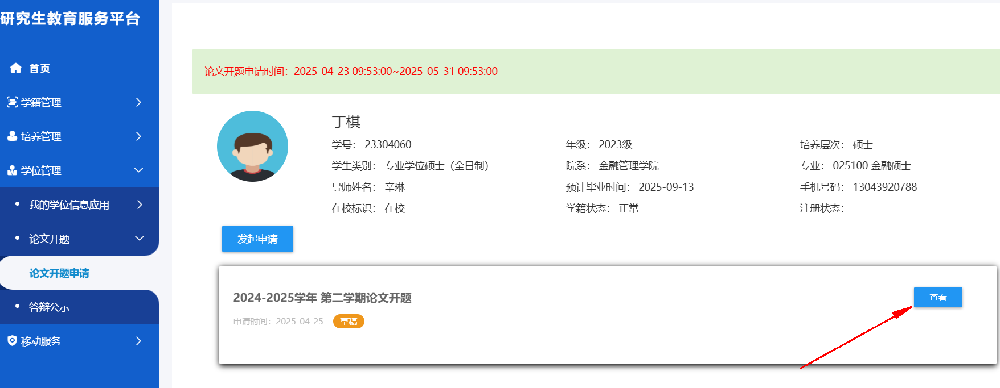 研究生教育服务平台
首页
学籍管理
培养管理
学位管理
我的学位信息应用
论文开题
论文开题申请
答辩公示
移动服务
论文开题申请时间：2025-04-23 09:53:00~2025-05-31 09:53:00
丁棋
学号： 23304060 年级： 2023级 培养层次： 硕士
学生类别： 专业学位硕士（全日制） 院系： 金融管理学院 专业： 025100 金融硕士
导师姓名： 辛琳 预计毕业时间： 2025-09-13 手机号码： 13043920788
在校标识： 在校 学籍状态： 正常 注册状态：
发起申请
2024-2025学年 第二学期论文开题 查看
申请时间：2025-04-25 草稿